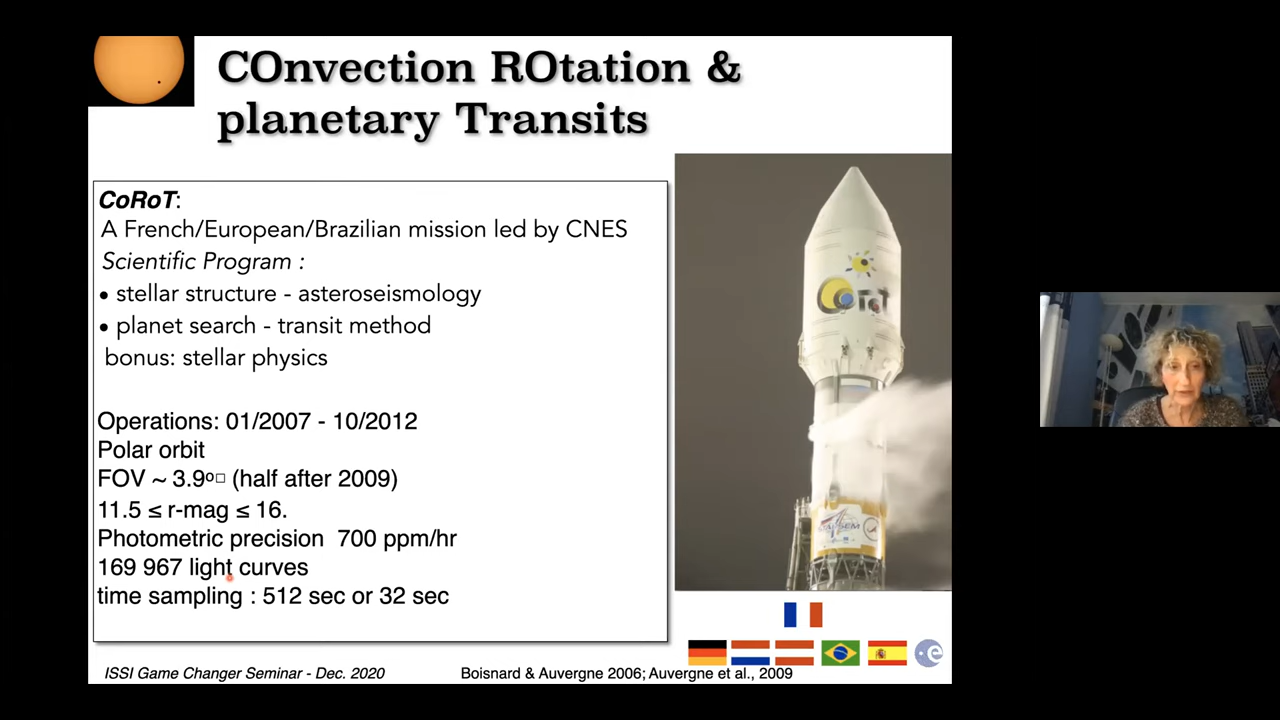 COnvection ROtation &
planetary Transits
CoRoT:
A French/European/Brazilian mission led by CNES
Scientific Program :
• stellar structure - asteroseismology
• planet search - transit method
bonus: stellar physics
Operations: 01/2007 - 10/2012
Polar orbit
FOV ~ 3.9º□ (half after 2009)
11.5 ≤ r-mag ≤ 16.
Photometric precision 700 ppm/hr
169 967 light curves
time sampling : 512 sec or 32 sec
CoRoT
ISSI Game Changer Seminar - Dec. 2020
Boisnard & Auvergne 2006; Auvergne et al., 2009